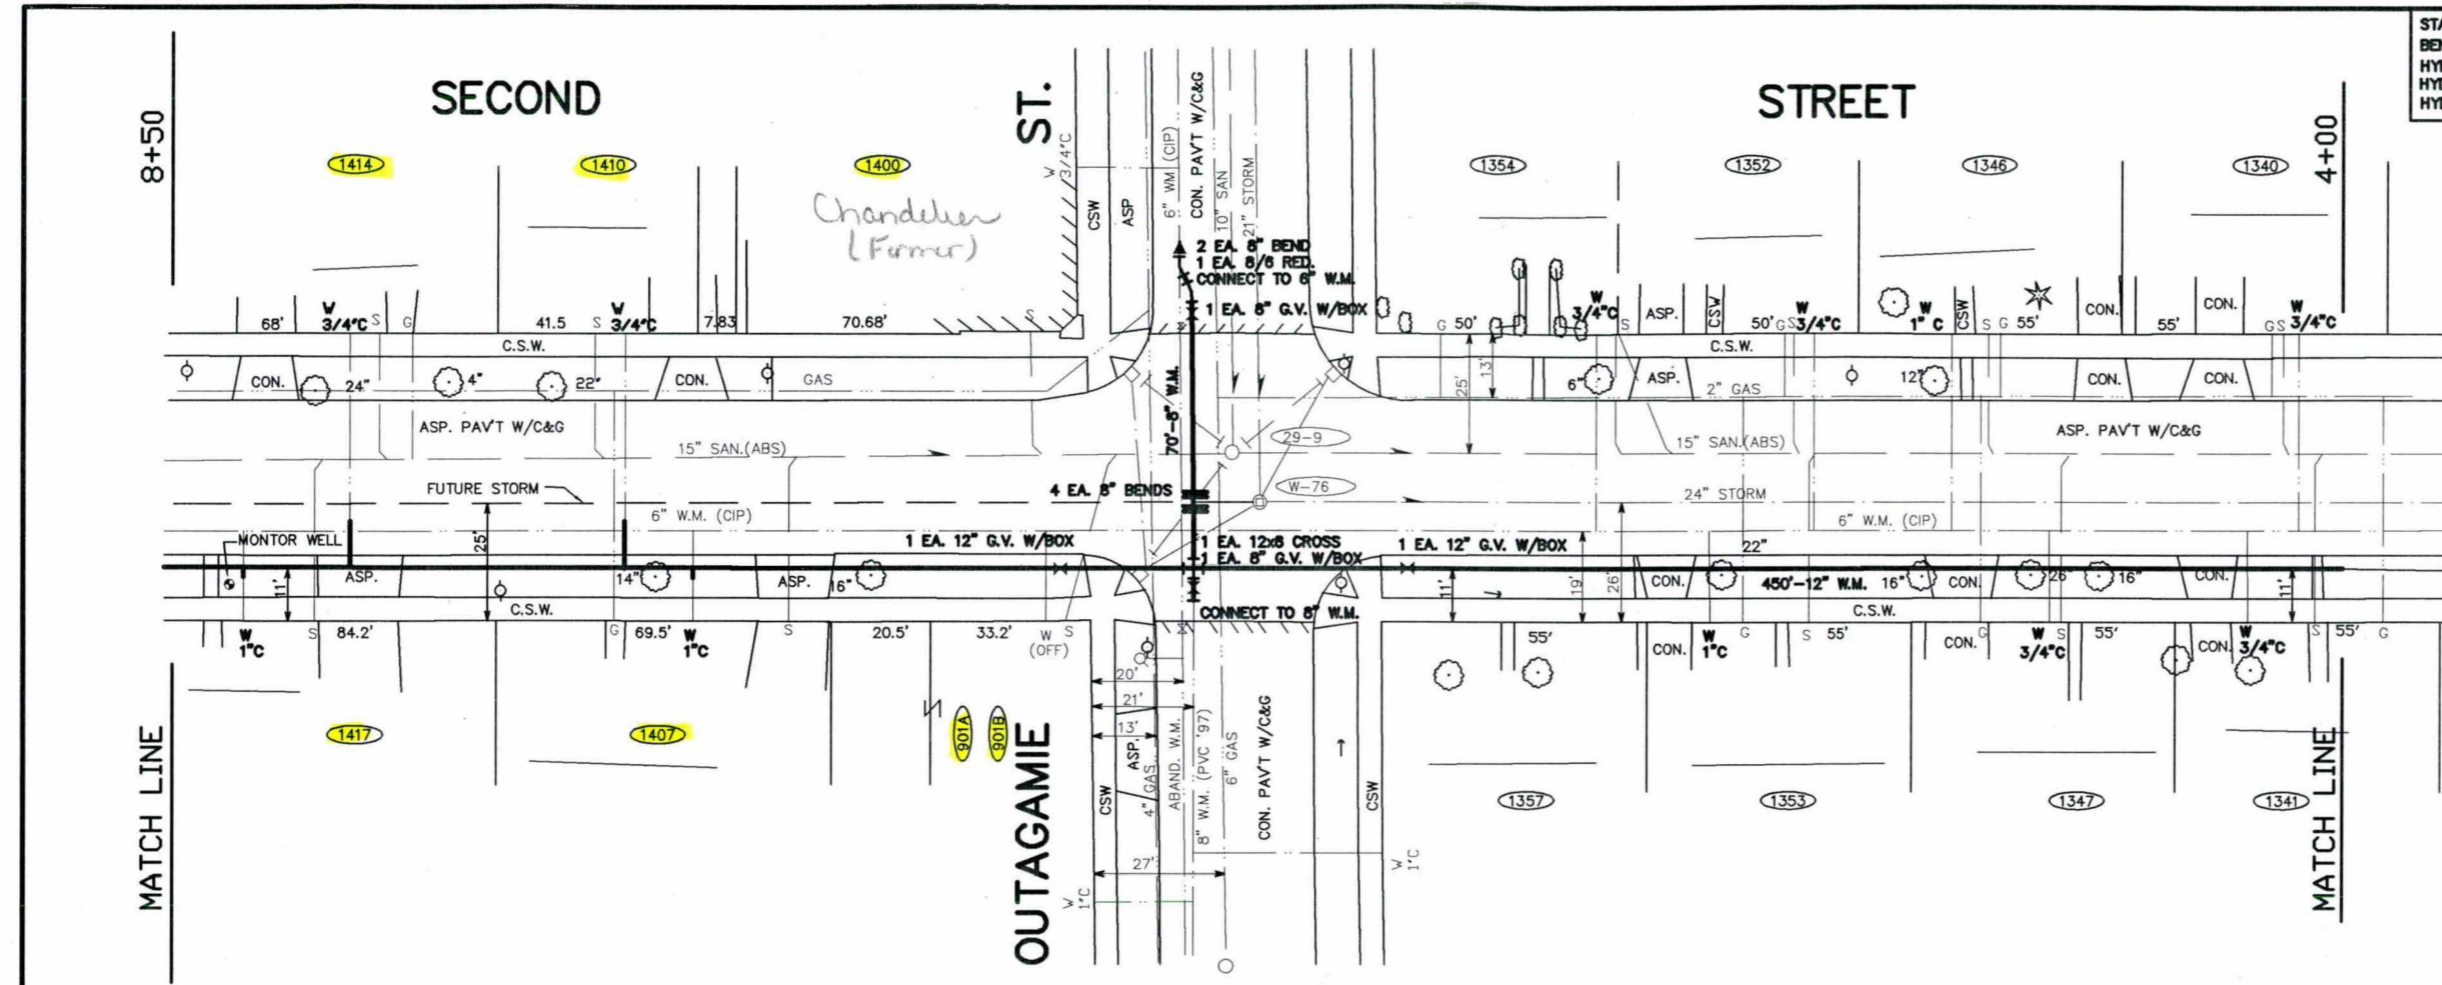 STA
BEN
HYD
HYD
HYD
SECOND
ST.
STREET
8+50
4+00
1414
1410
1400
1354
1352
1346
1340
Chandelier
(Former)
W
3/4"C
CSW
ASP
6" WM (CIP)
CON. PAV'T W/C&G
10" SAN
21" STORM
2 EA. 8" BEND
1 EA. 8/6 RED.
CONNECT TO 6" W.M.
1 EA. 8" G.V. W/BOX
68'
W
3/4"C
S
G
41.5
S
W
3/4"C
7.83
70.68'
S
G
50'
W
3/4"C
S
ASP.
CSW
50'
G
S
W
3/4"C
W
1" C
CSW
S
G
55'
CON.
55'
CON.
G
S
W
3/4"C
C.S.W.
C.S.W.
CON.
24"
4"
22"
CON.
GAS
70'-8" W.M.
25'
13'
6"
ASP.
2" GAS
12"
CON.
CON.
ASP. PAV'T W/C&G
ASP. PAV'T W/C&G
15" SAN.(ABS)
29-9
15" SAN.(ABS)
FUTURE STORM
4 EA. 8" BENDS
W-76
24" STORM
25'
6" W.M. (CIP)
6" W.M. (CIP)
MONTOR WELL
1 EA. 12" G.V. W/BOX
1 EA. 12x8 CROSS
1 EA. 8" G.V. W/BOX
1 EA. 12" G.V. W/BOX
22"
11'
ASP.
14"
ASP.
16"
11'
19'
26'
CON.
450'-12" W.M.
16"
CON.
26"
16"
CON.
11'
C.S.W.
CONNECT TO 8" W.M.
C.S.W.
W
1"C
S
84.2'
G
69.5'
W
1"C
S
20.5'
33.2'
W
(OFF)
S
55'
CON.
W
1"C
G
S
55'
CON.
G
W
3/4"C
S
55'
CON.
W
3/4"C
S
55'
G
20'
21'
13'
27'
1417
1407
901A
901B
OUTAGAMIE
CSW
ASP.
4" GAS
ABAND. W.M.
8" W.M. (PVC '97)
6" GAS
CON. PAV'T W/C&G
CSW
W
1"C
W
1"C
1357
1353
1347
1341
MATCH LINE
MATCH LINE